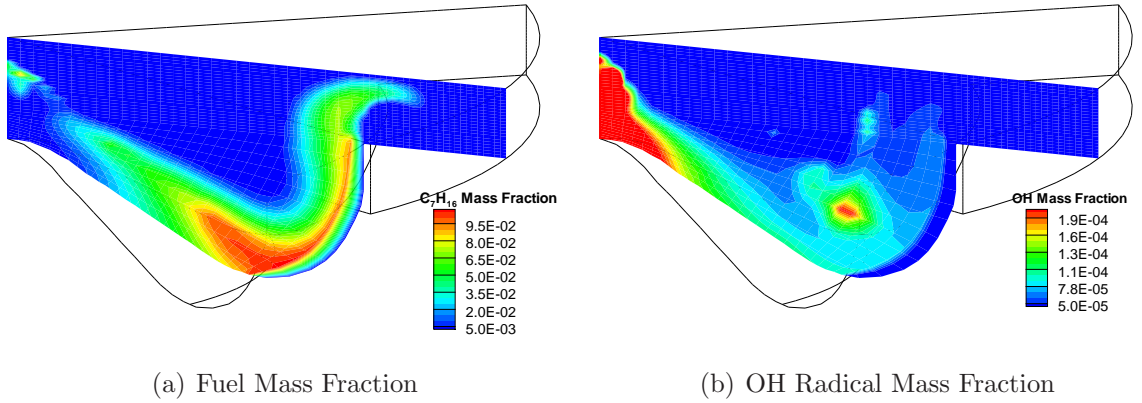 C₇H₁₆ Mass Fraction
9.5E-02
8.0E-02
6.5E-02
5.0E-02
3.5E-02
2.0E-02
5.0E-03
OH Mass Fraction
1.9E-04
1.6E-04
1.3E-04
1.1E-04
7.8E-05
5.0E-05
(a) Fuel Mass Fraction
(b) OH Radical Mass Fraction